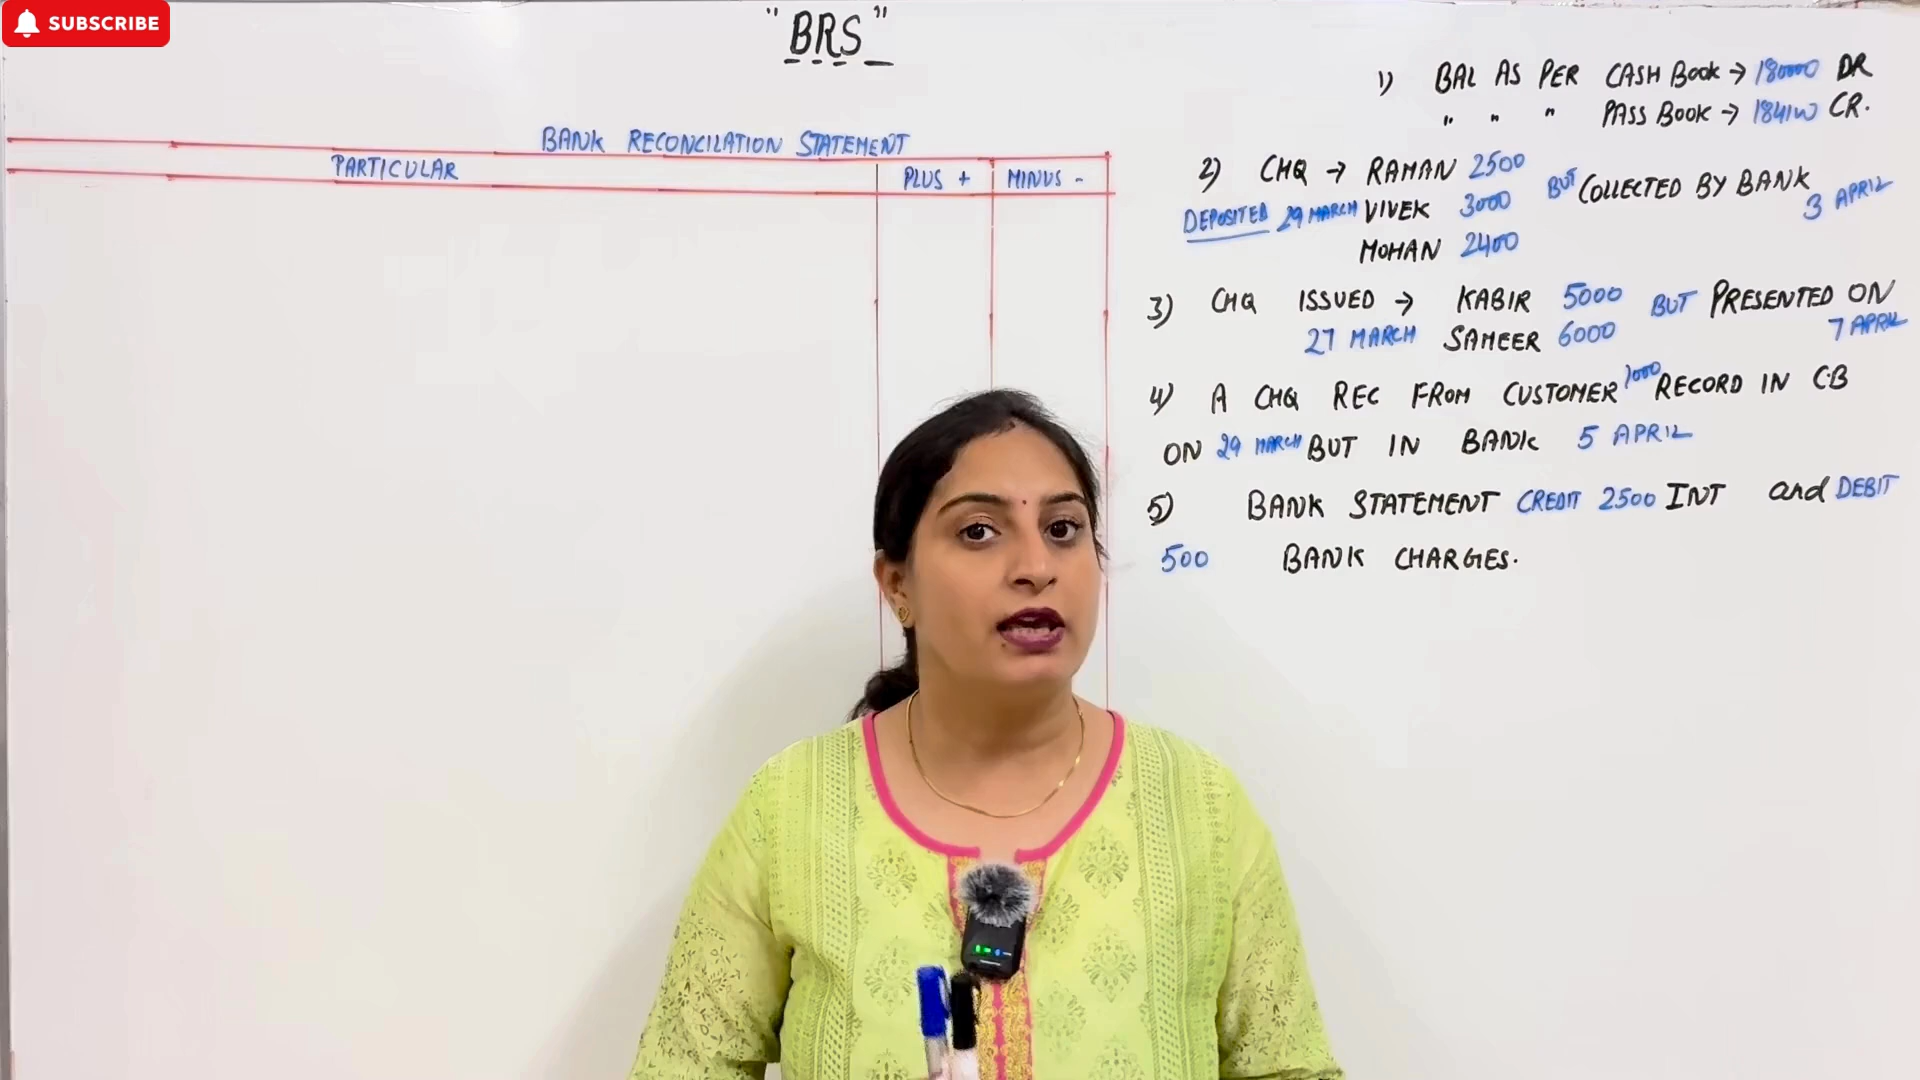 SUBSCRIBE
"BRS"
BANK RECONCILATION STATEMENT
PARTICULAR PLUS + MINUS -
1) BAL AS PER CASH BOOK → 180000 DR
" " " PASS BOOK → 184100 CR.
2) CHQ → RAMAN 2500 BUT COLLECTED BY BANK
DEPOSITED 29 MARCH VIVEK 3000 3 APRIL
MOHAN 2400
3) CHQ ISSUED → KABIR 5000 BUT PRESENTED ON
27 MARCH SAMEER 6000 7 APRIL
4) A CHQ REC FROM CUSTOMER 1000 RECORD IN C.B
ON 29 MARCH BUT IN BANK 5 APRIL
5) BANK STATEMENT CREDIT 2500 INT and DEBIT
500 BANK CHARGES.